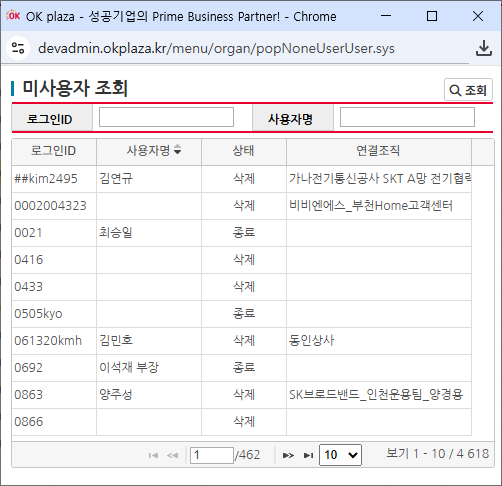 OK plaza - 성공기업의 Prime Business Partner! - Chrome
devadmin.okplaza.kr/menu/organ/popNoneUserUser.sys
미사용자 조회 조회
로그인ID 사용자명
로그인ID 사용자명 상태 연결조직
##kim2495 김연규 삭제 가나전기통신공사 SKT A망 전기협력
0002004323 삭제 비비엔에스_부천Home고객센터
0021 최승일 종료
0416 삭제
0433 삭제
0505kyo 종료
061320kmh 김민호 삭제 동인상사
0692 이석재 부장 종료
0863 양주성 삭제 SK브로드밴드_인천운용팀_양경용
0866 삭제
1 /462 10 보기 1 - 10 / 4 618